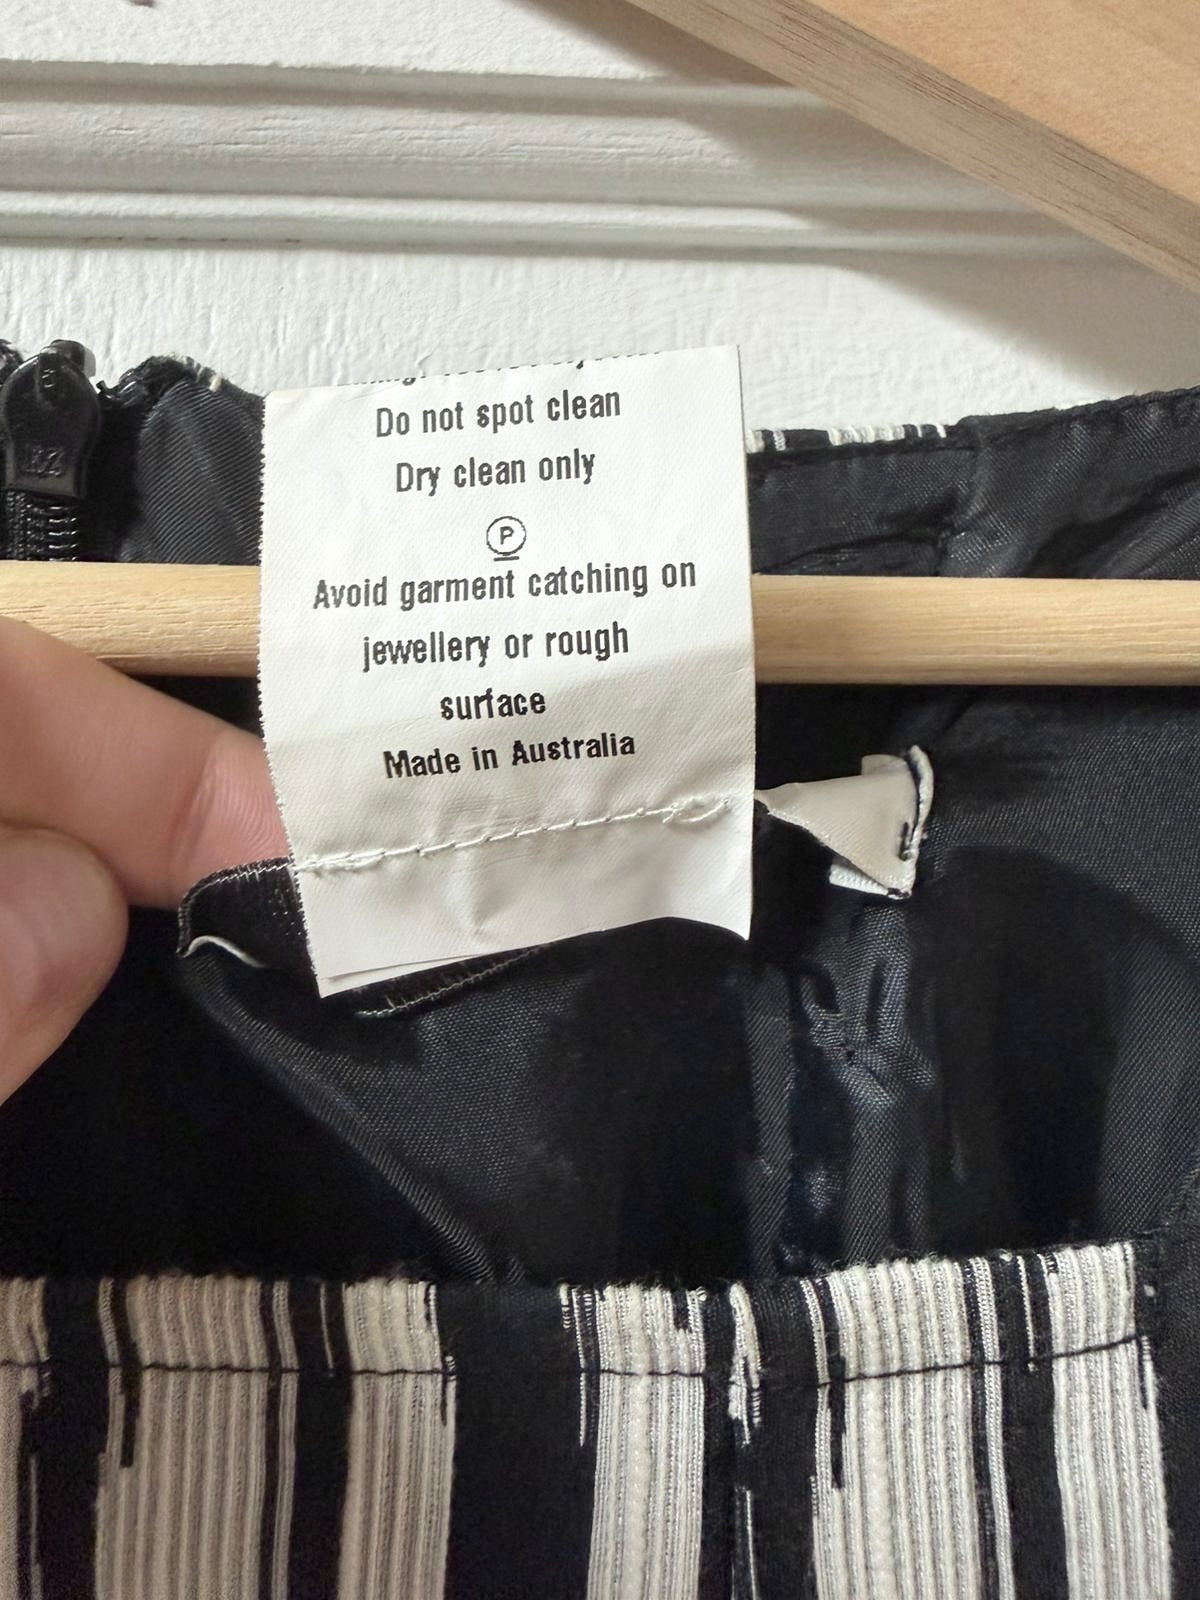 Do not spot clean
Dry clean only
P
Avoid garment catching on
jewellery or rough
surface
Made in Australia